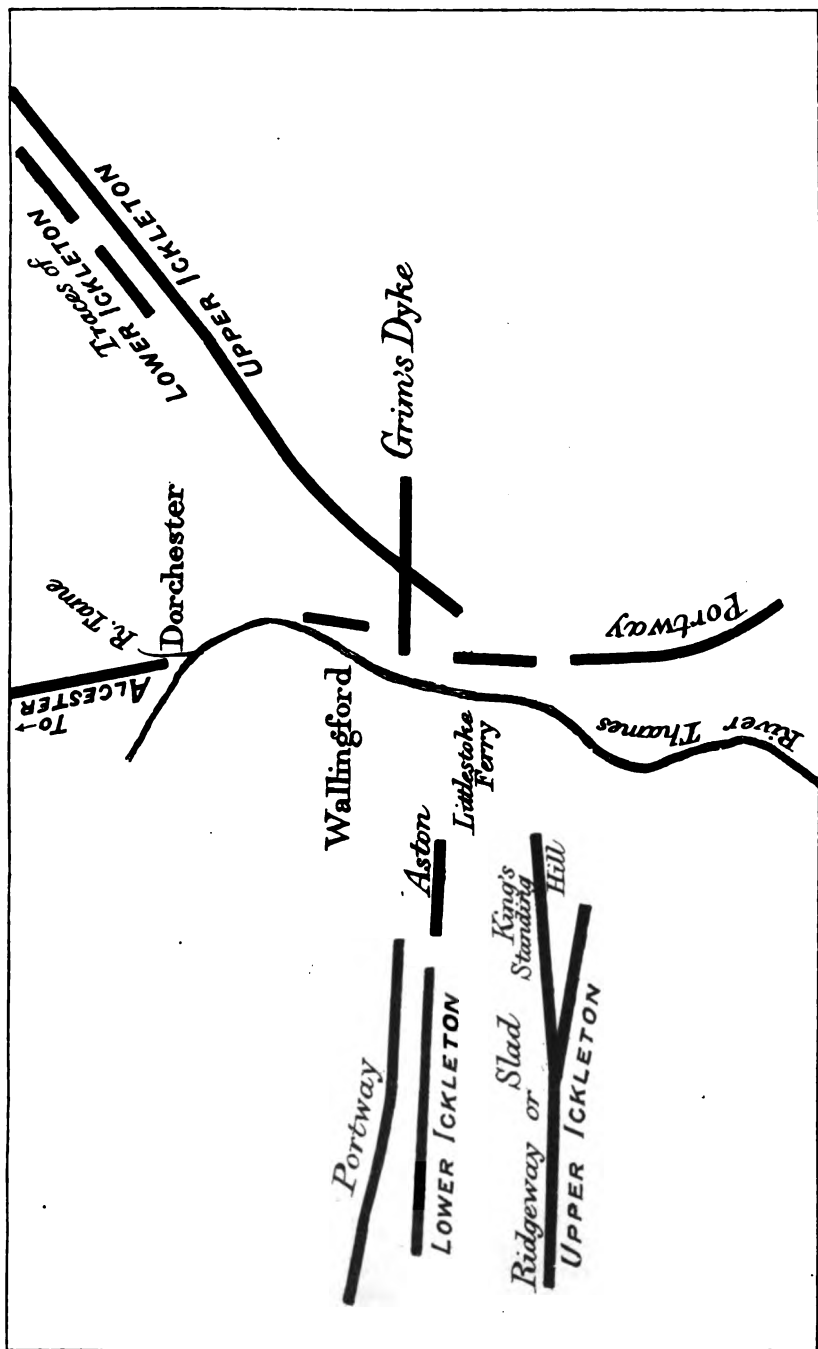 To
ALCESTER
R. Tame
Dorchester
Traces of
LOWER ICKLETON
UPPER ICKLETON
Wallingford
Grim's Dyke
Aston
Littlestoke
Ferry
Portway
LOWER ICKLETON
King's
Standing
Hill
Ridgeway or Slad
UPPER ICKLETON
River Thames
Portway